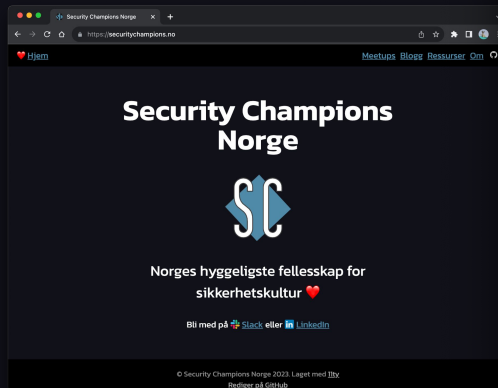 Security Champions Norge
https://securitychampions.no
❤️ Hjem
Meetups Blogg Ressurser Om
Security Champions
Norge
SC
Norges hyggeligste fellesskap for
sikkerhetskultur ❤️
Bli med på Slack eller LinkedIn
© Security Champions Norge 2023. Laget med 11ty
Rediger på GitHub